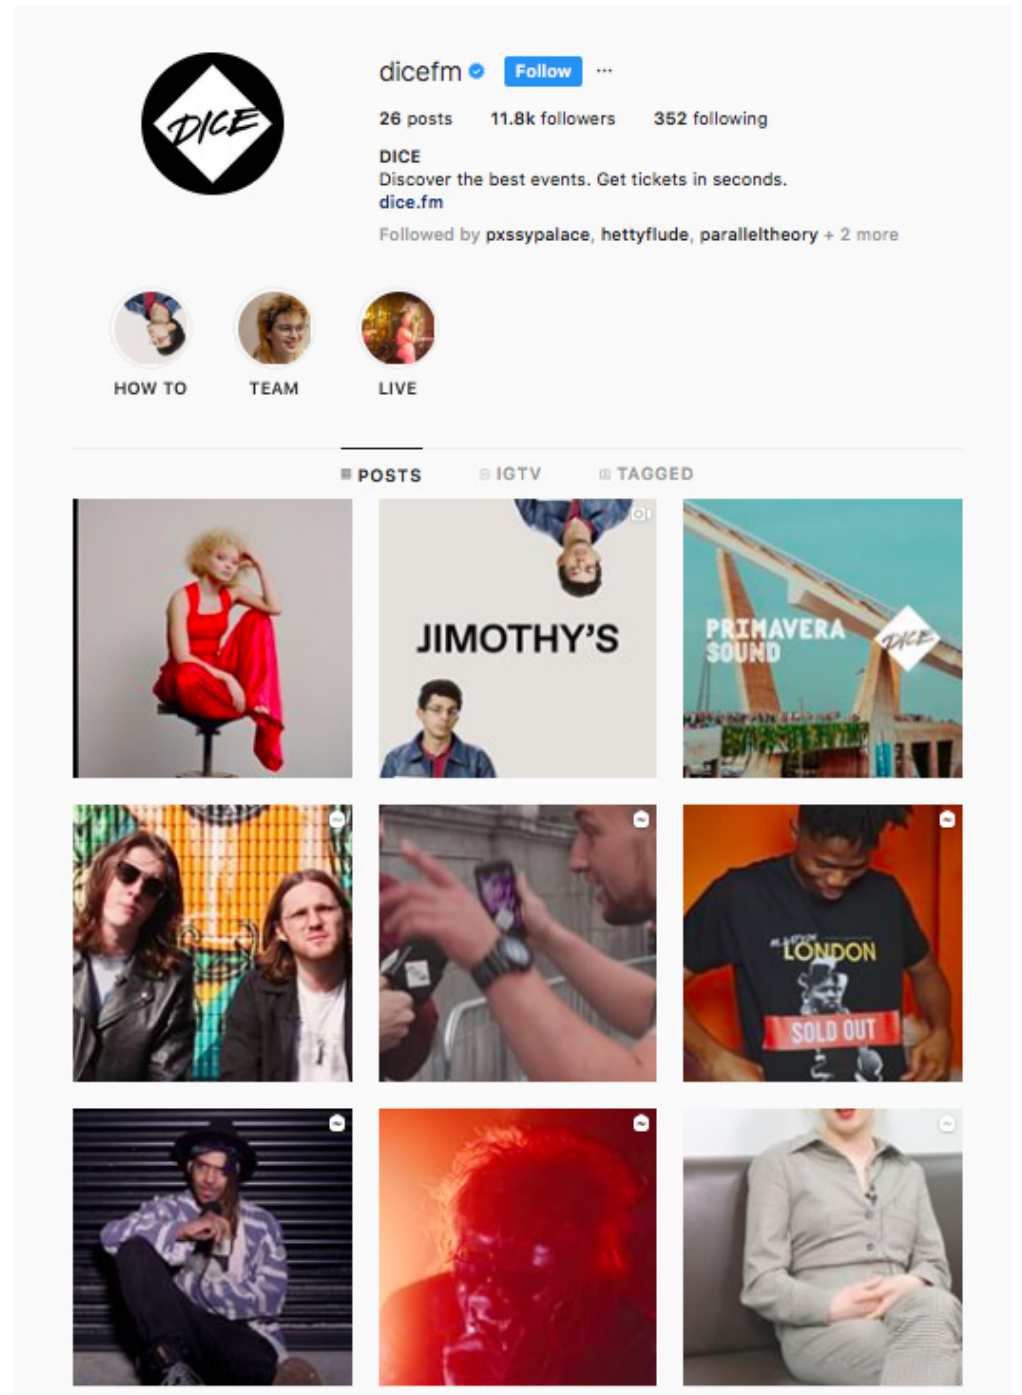 DICE
dicefm Follow ...
26 posts 11.8k followers 352 following
DICE
Discover the best events. Get tickets in seconds.
dice.fm
Followed by pxssypalace, hettyflude, paralleltheory + 2 more
HOW TO TEAM LIVE
POSTS IGTV TAGGED
JIMOTHY'S
PRIMAVERA
SOUND
DICE
LONDON
SOLD OUT